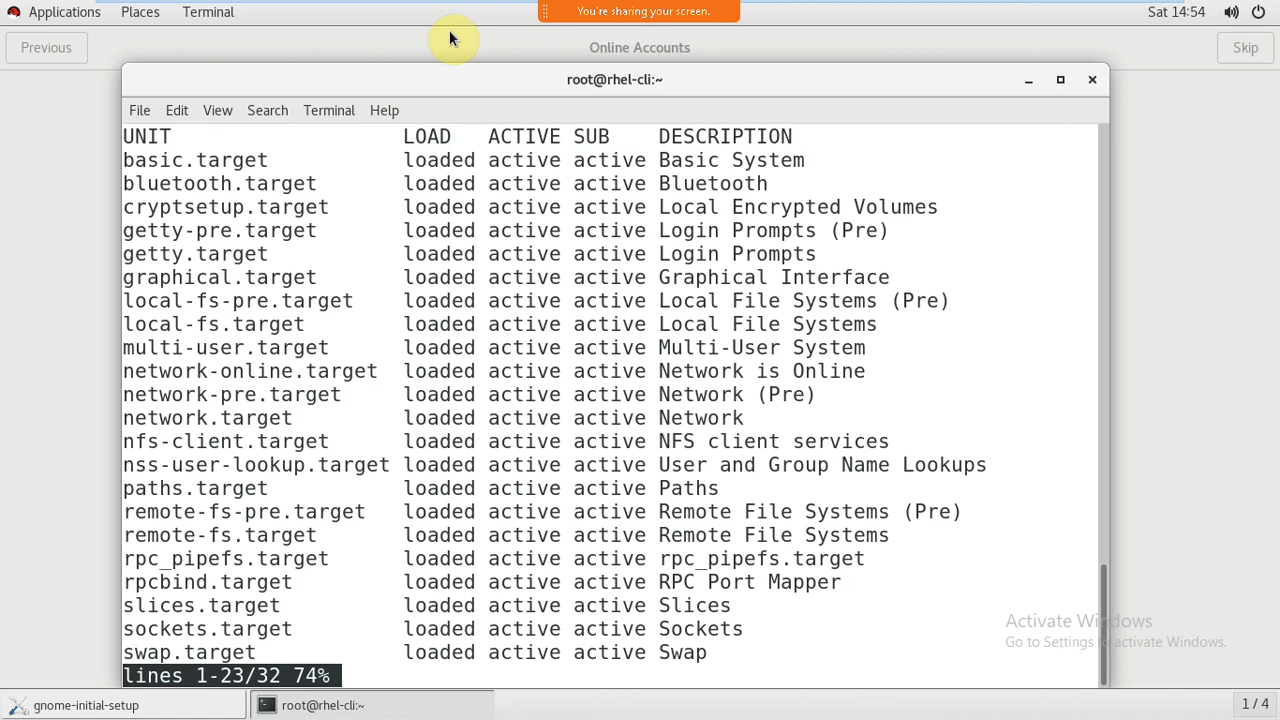 Applications Places Terminal You're sharing your screen. Sat 14:54
Previous Online Accounts Skip
root@rhel-cli:~
File Edit View Search Terminal Help
UNIT LOAD ACTIVE SUB DESCRIPTION
basic.target loaded active active Basic System
bluetooth.target loaded active active Bluetooth
cryptsetup.target loaded active active Local Encrypted Volumes
getty-pre.target loaded active active Login Prompts (Pre)
getty.target loaded active active Login Prompts
graphical.target loaded active active Graphical Interface
local-fs-pre.target loaded active active Local File Systems (Pre)
local-fs.target loaded active active Local File Systems
multi-user.target loaded active active Multi-User System
network-online.target loaded active active Network is Online
network-pre.target loaded active active Network (Pre)
network.target loaded active active Network
nfs-client.target loaded active active NFS client services
nss-user-lookup.target loaded active active User and Group Name Lookups
paths.target loaded active active Paths
remote-fs-pre.target loaded active active Remote File Systems (Pre)
remote-fs.target loaded active active Remote File Systems
rpc_pipefs.target loaded active active rpc_pipefs.target
rpcbind.target loaded active active RPC Port Mapper
slices.target loaded active active Slices
sockets.target loaded active active Sockets
swap.target loaded active active Swap
lines 1-23/32 74%
Activate Windows
Go to Settings to activate Windows.
gnome-initial-setup root@rhel-cli:~ 1 / 4